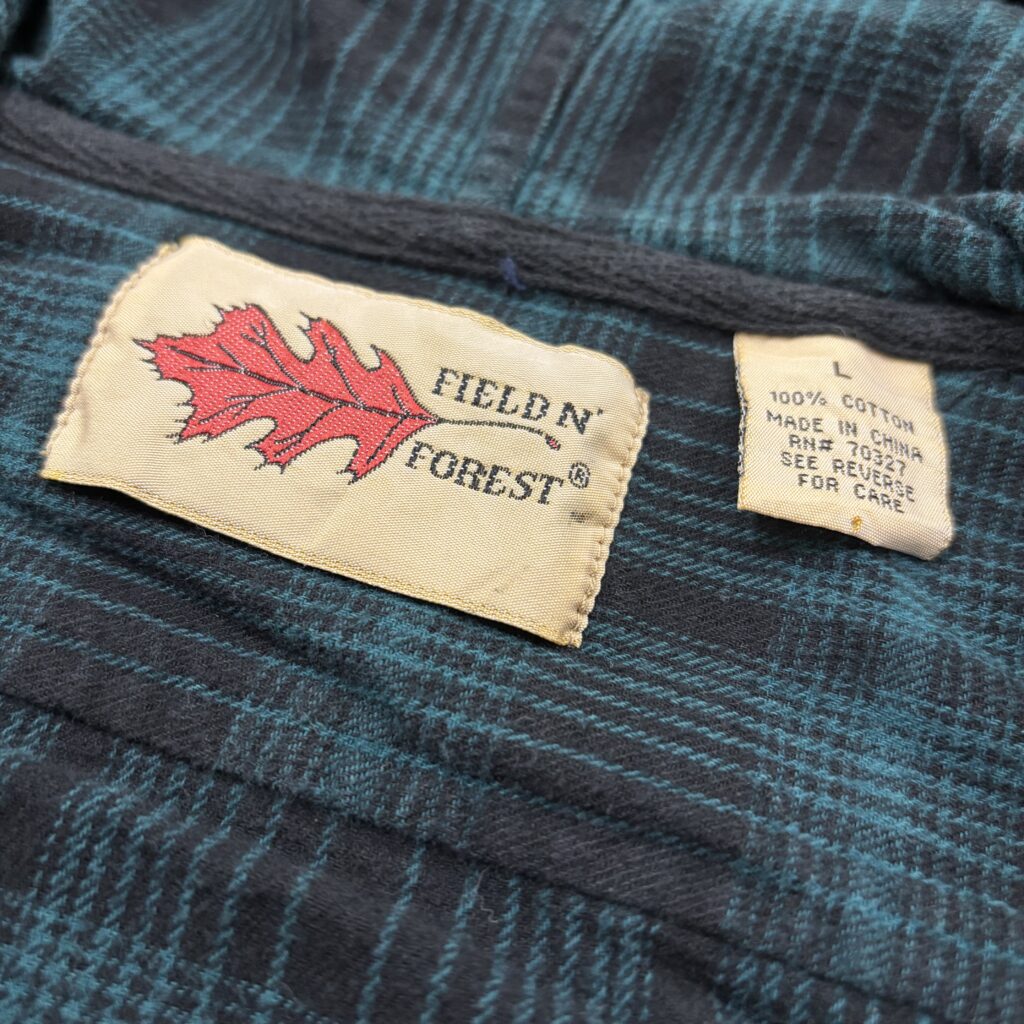 FIELD N'
FOREST®
L
100% COTTON
MADE IN CHINA
RN# 70327
SEE REVERSE
FOR CARE